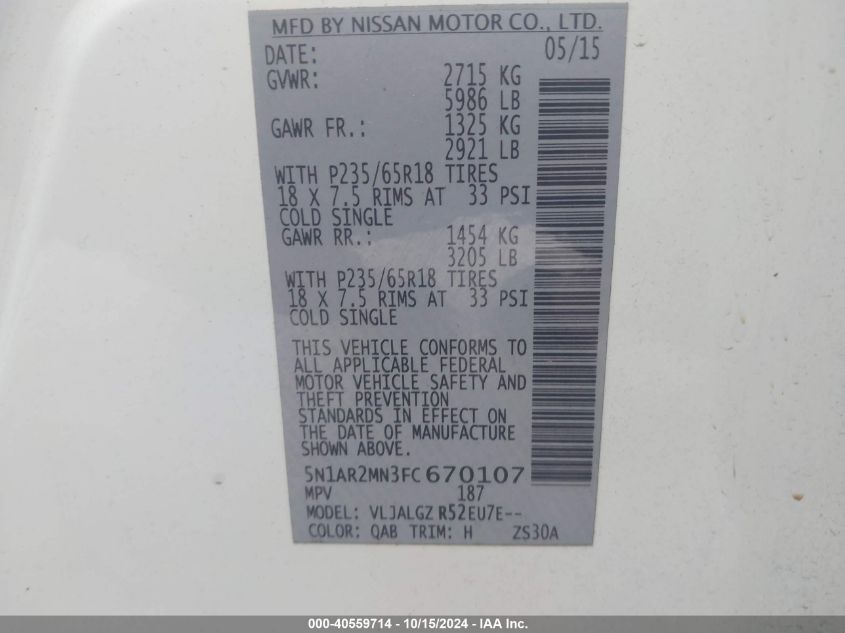 MFD BY NISSAN MOTOR CO., LTD.
DATE: 05/15
GVWR: 2715 KG
5986 LB
GAWR FR.: 1325 KG
2921 LB
WITH P235/65R18 TIRES
18 X 7.5 RIMS AT 33 PSI
COLD SINGLE
GAWR RR.: 1454 KG
3205 LB
WITH P235/65R18 TIRES
18 X 7.5 RIMS AT 33 PSI
COLD SINGLE
THIS VEHICLE CONFORMS TO
ALL APPLICABLE FEDERAL
MOTOR VEHICLE SAFETY AND
THEFT PREVENTION
STANDARDS IN EFFECT ON
THE DATE OF MANUFACTURE
SHOWN ABOVE.
5N1AR2MN3FC670107
MPV 187
MODEL: VLJALGZ R52EU7E--
COLOR: QAB TRIM: H ZS30A
000-40559714 - 10/15/2024 - IAA Inc.